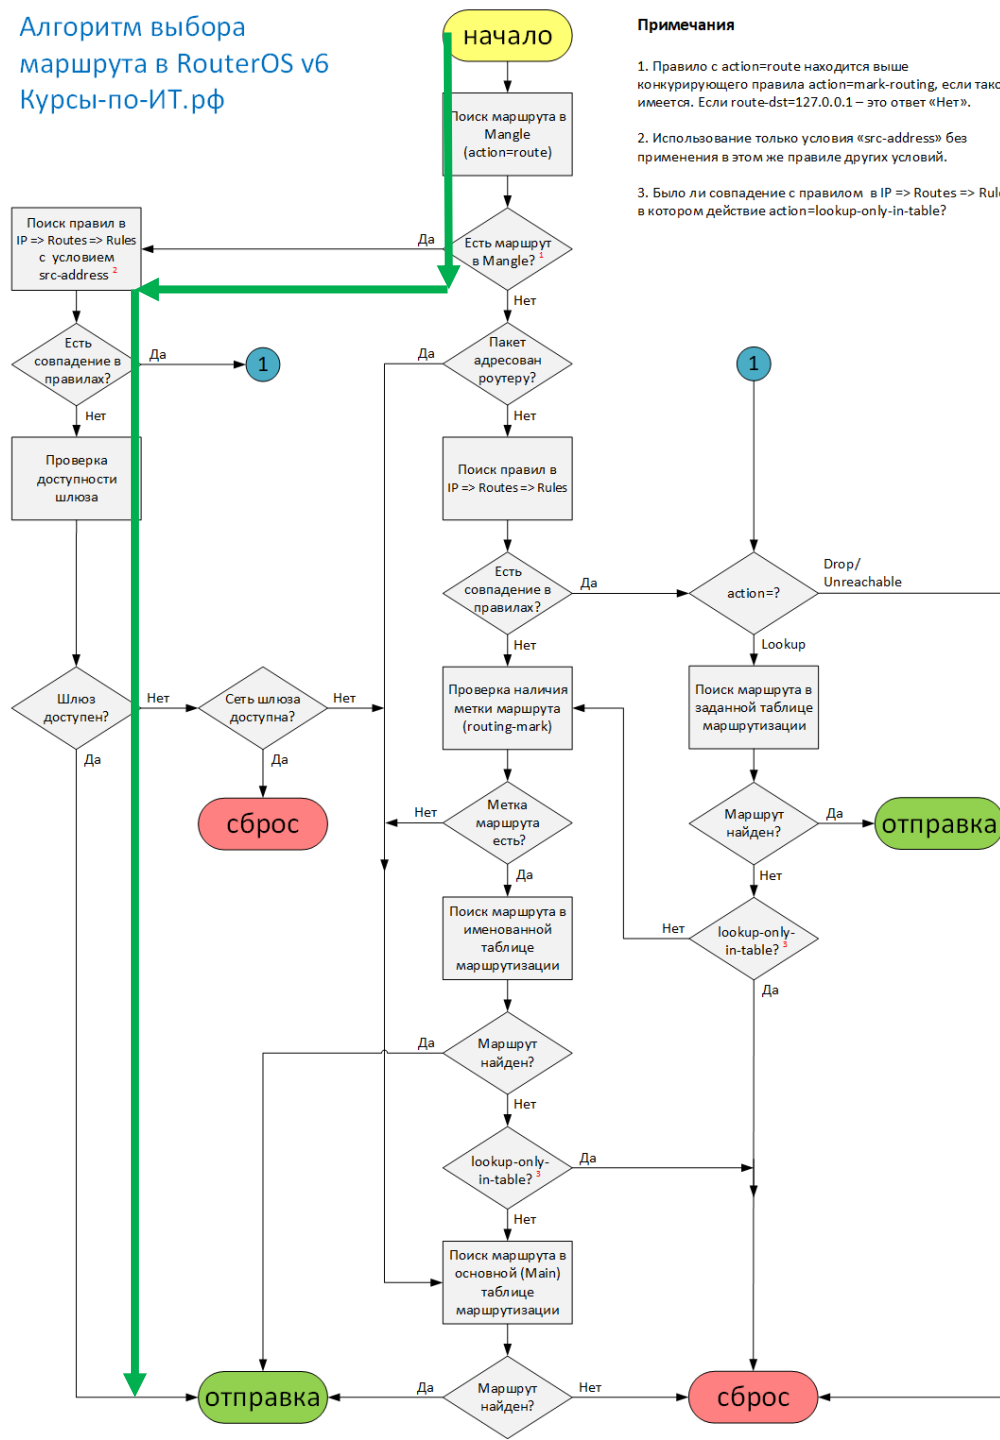 Алгоритм выбора
маршрута в RouterOS v6
Курсы-по-ИТ.рф
начало
Примечания
1. Правило с action=route находится выше
конкурирующего правила action=mark-routing, если тако
имеется. Если route-dst=127.0.0.1 – это ответ «Нет».
2. Использование только условия «src-address» без
применения в этом же правиле других условий.
3. Было ли совпадение с правилом в IP => Routes => Rule
в котором действие action=lookup-only-in-table?
Поиск маршрута в
Mangle
(action=route)
Поиск правил в
IP => Routes => Rules
с условием
src-address 2
Да
Есть маршрут
в Mangle? 1
Нет
Есть
совпадение в
правилах?
Да
1
Да
Пакет
адресован
роутеру?
1
Нет
Нет
Проверка
доступности
шлюза
Поиск правил в
IP => Routes => Rules
Есть
совпадение в
правилах?
Да
action=?
Drop/
Unreachable
Нет
Lookup
Шлюз
доступен?
Нет
Сеть шлюза
доступна?
Нет
Проверка наличия
метки маршрута
(routing-mark)
Поиск маршрута в
заданной таблице
маршрутизации
Да
Да
сброс
Нет
Метка
маршрута
есть?
Маршрут
найден?
Да
отправка
Да
Нет
Поиск маршрута в
именованной
таблице
маршрутизации
Нет
lookup-only-
in-table? 3
Да
Да
Маршрут
найден?
Нет
lookup-only-
in-table? 3
Да
Нет
Поиск маршрута в
основной (Main)
таблице
маршрутизации
отправка
Да
Маршрут
найден?
Нет
сброс